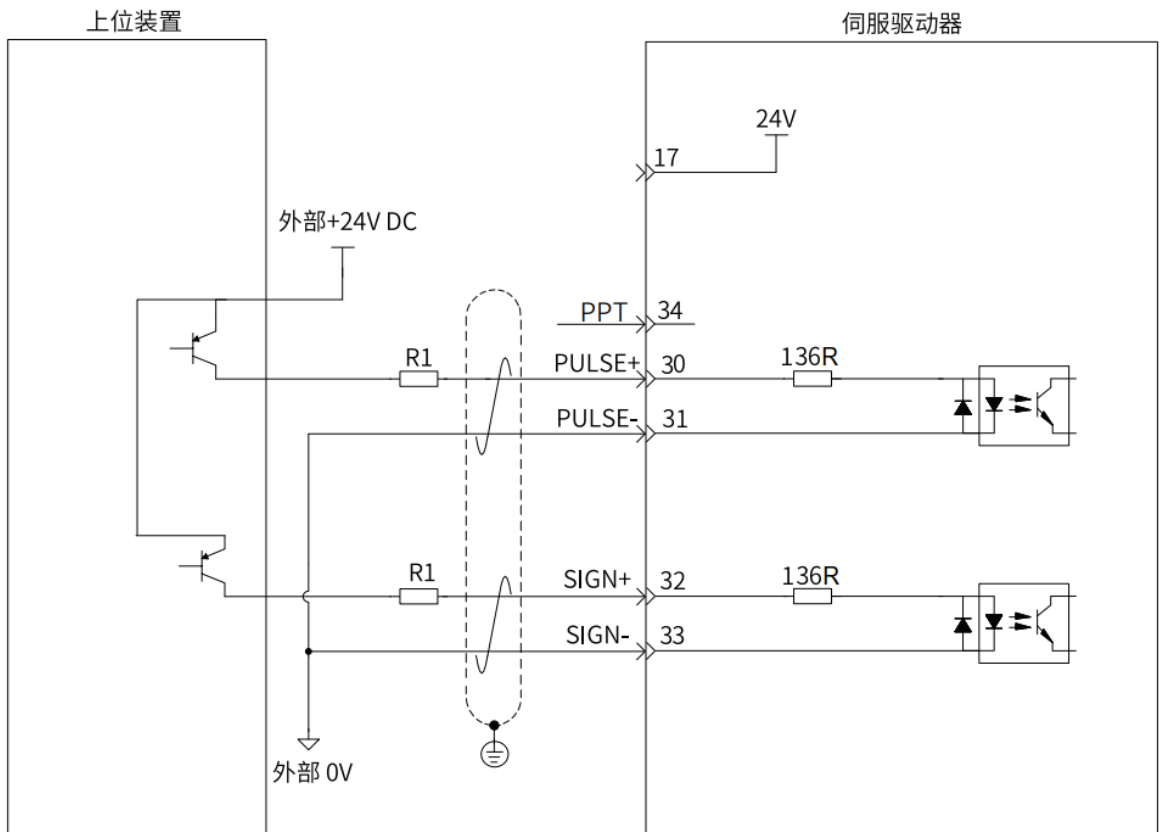 上位装置
伺服驱动器
24V
17
外部+24V DC
PPT
34
R1
PULSE+
30
136R
PULSE-
31
R1
SIGN+
32
136R
SIGN-
33
外部 0V